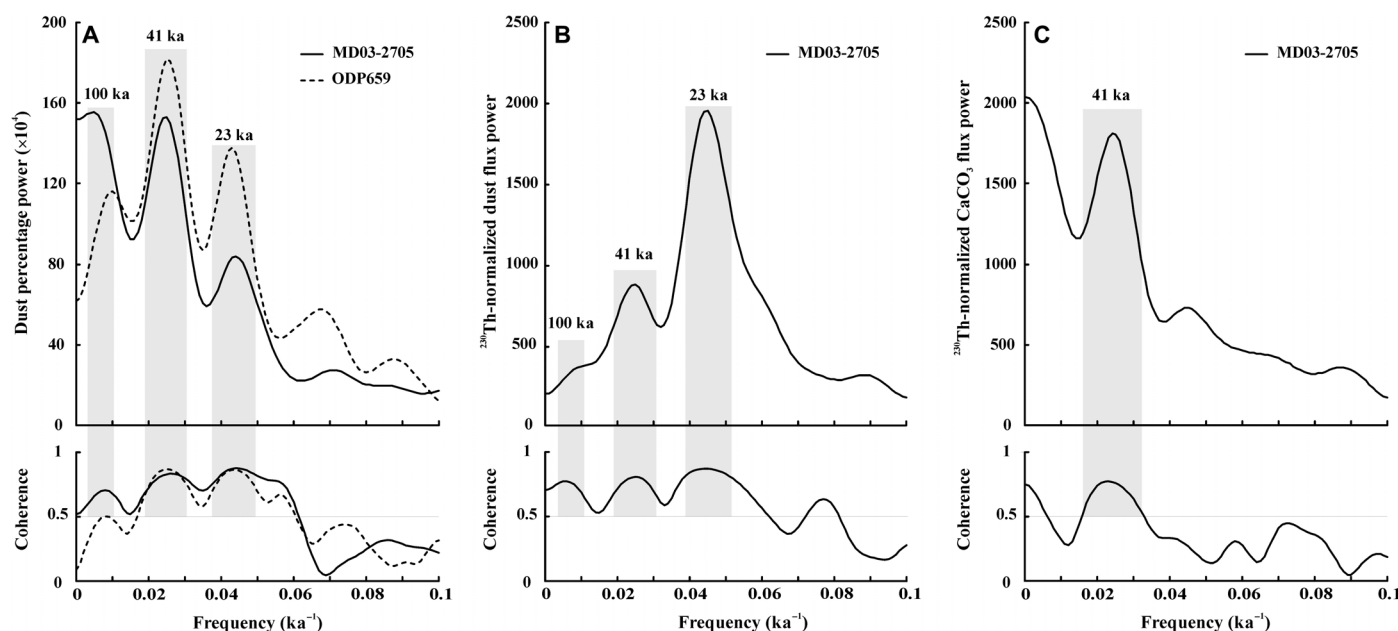 A
MD03-2705
ODP659
100 ka
41 ka
23 ka
200
160
120
80
40
0
Dust percentage power (×10⁴)
1
0.5
0
Coherence
0 0.02 0.04 0.06 0.08 0.1
Frequency (ka⁻¹)
B
MD03-2705
100 ka
41 ka
23 ka
2500
2000
1500
1000
500
0
²³⁰Th-normalized dust flux power
1
0.5
0
Coherence
0 0.02 0.04 0.06 0.08 0.1
Frequency (ka⁻¹)
C
MD03-2705
41 ka
2500
2000
1500
1000
500
0
²³⁰Th-normalized CaCO₃ flux power
1
0.5
0
Coherence
0 0.02 0.04 0.06 0.08 0.1
Frequency (ka⁻¹)